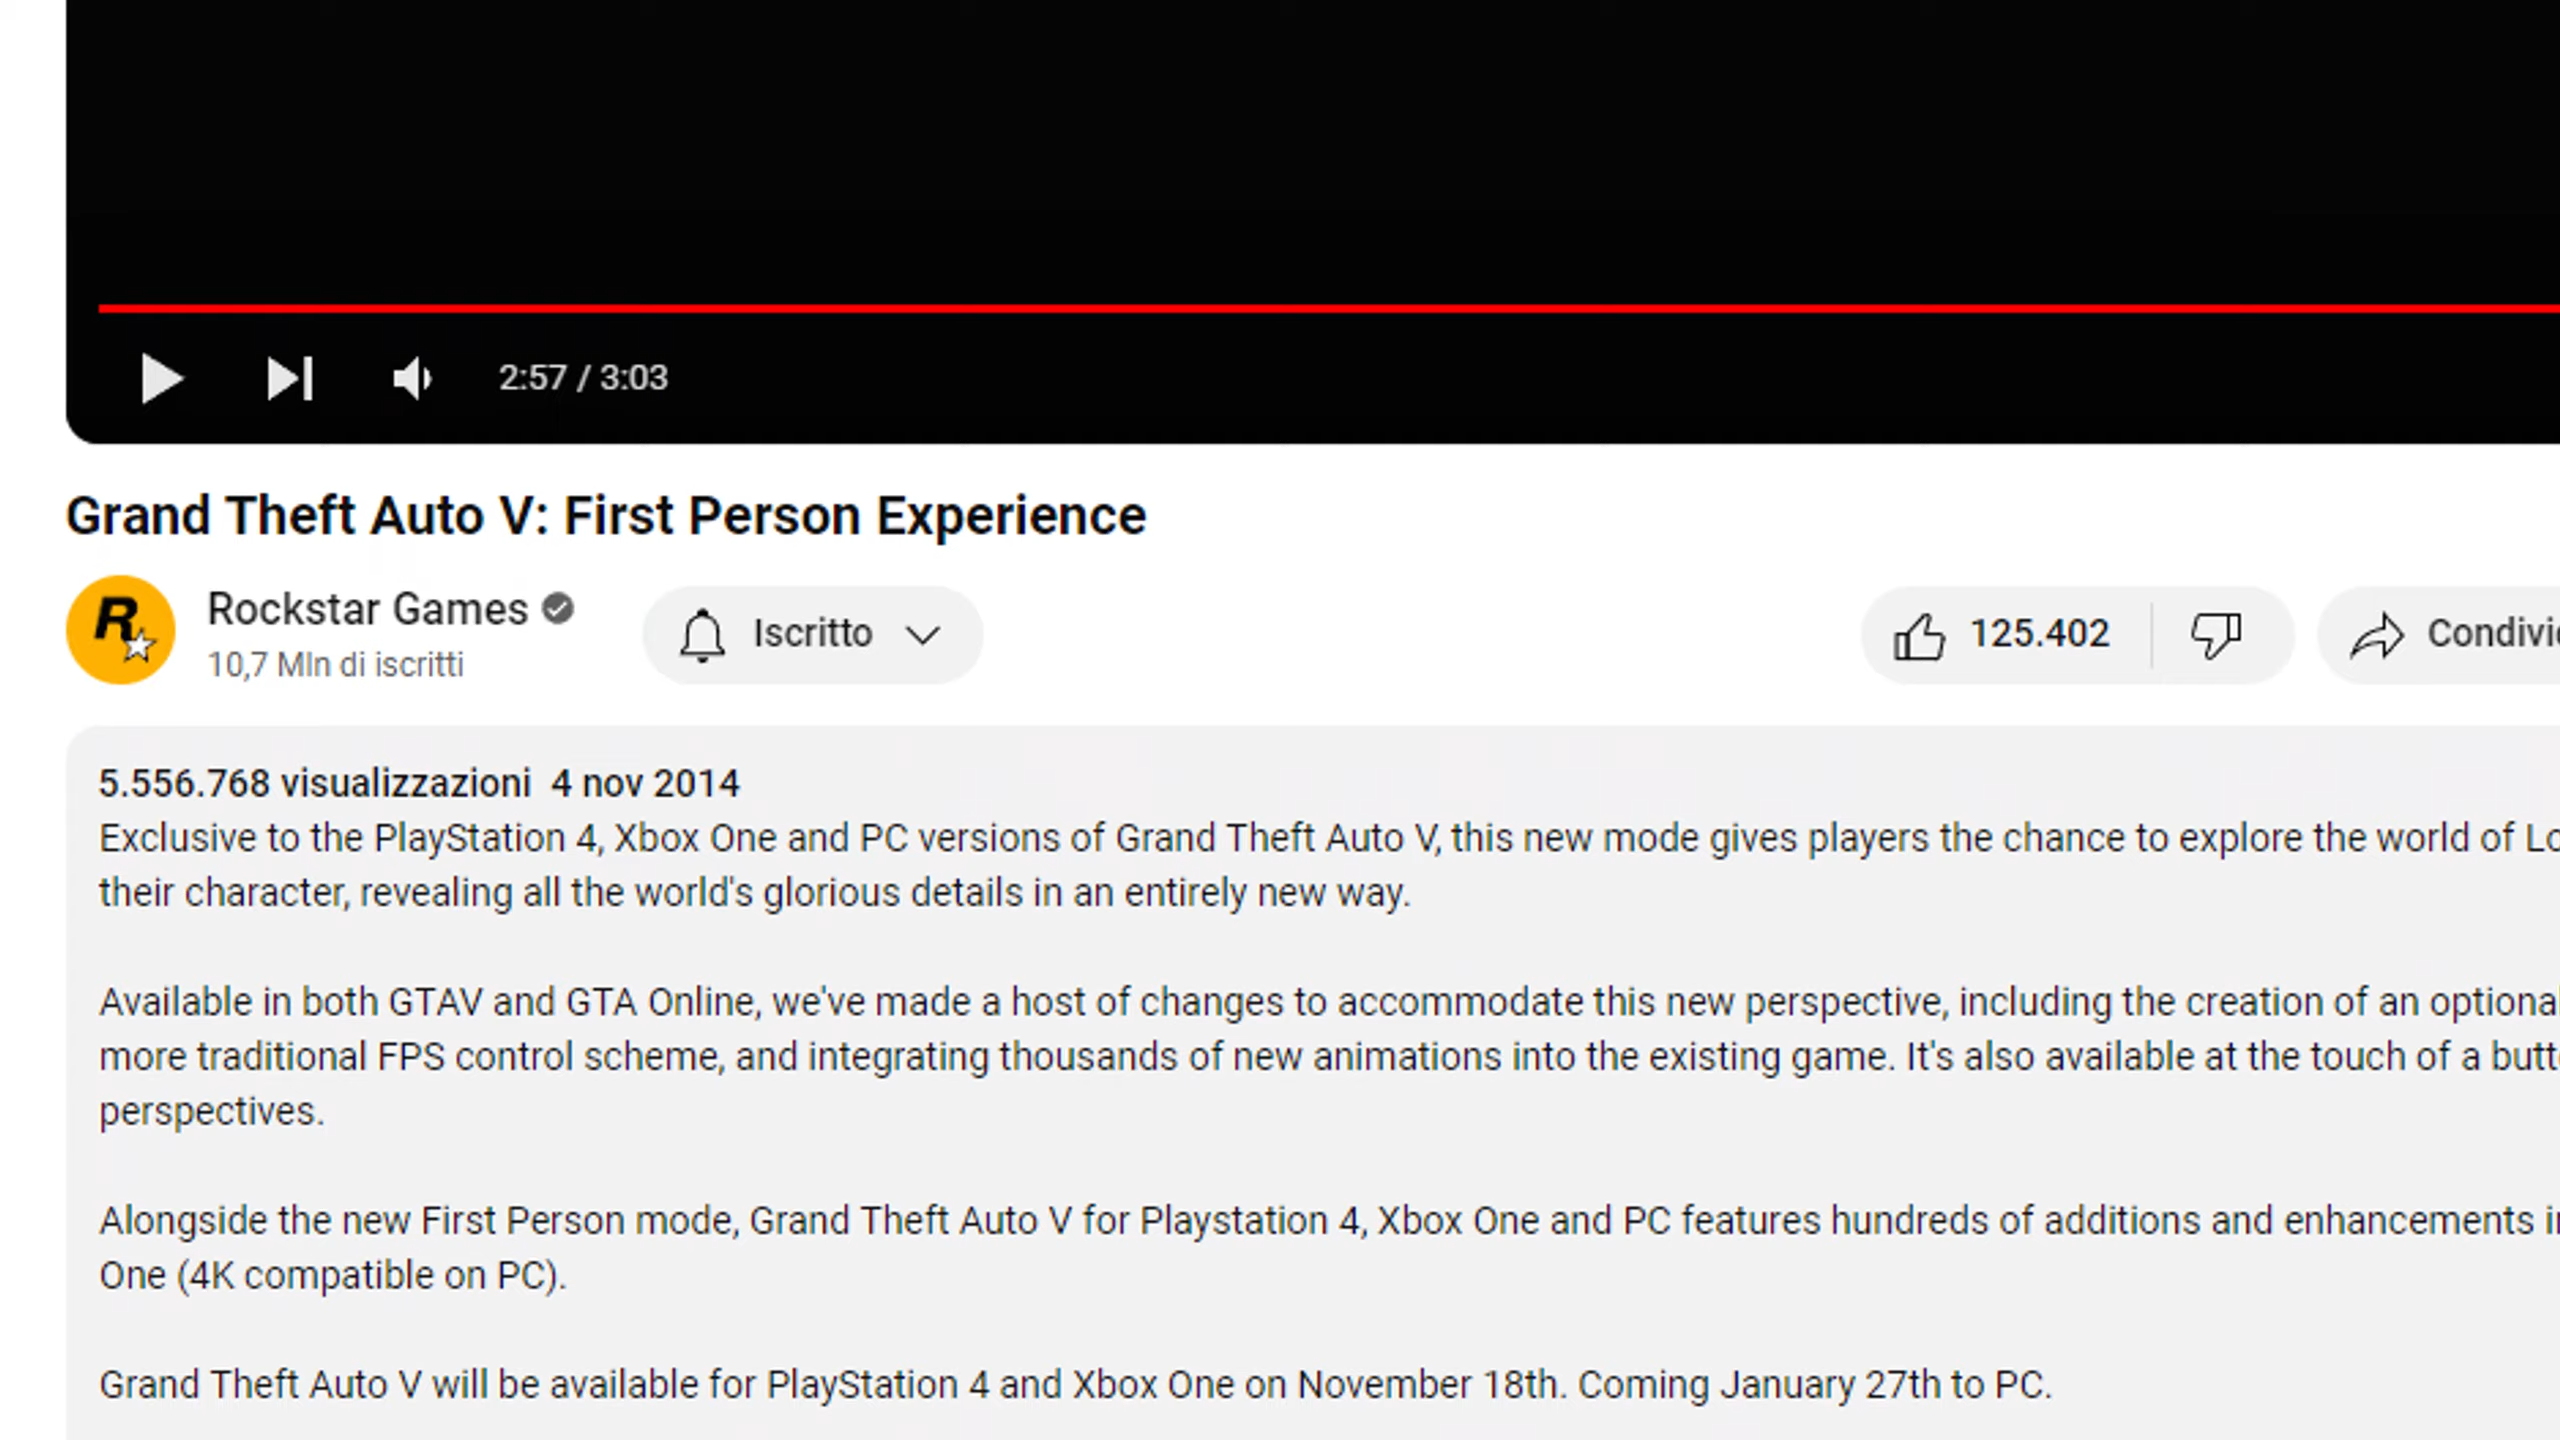 2:57 / 3:03
Grand Theft Auto V: First Person Experience
R
Rockstar Games
10,7 Mln di iscritti
Iscritto
125.402
5.556.768 visualizzazioni 4 nov 2014
Exclusive to the PlayStation 4, Xbox One and PC versions of Grand Theft Auto V, this new mode gives players the chance to explore the world of
their character, revealing all the world's glorious details in an entirely new way.
Available in both GTAV and GTA Online, we've made a host of changes to accommodate this new perspective, including the creation of an optional
more traditional FPS control scheme, and integrating thousands of new animations into the existing game. It's also available at the touch of a
perspectives.
Alongside the new First Person mode, Grand Theft Auto V for Playstation 4, Xbox One and PC features hundreds of additions and enhancements
One (4K compatible on PC).
Grand Theft Auto V will be available for PlayStation 4 and Xbox One on November 18th. Coming January 27th to PC.